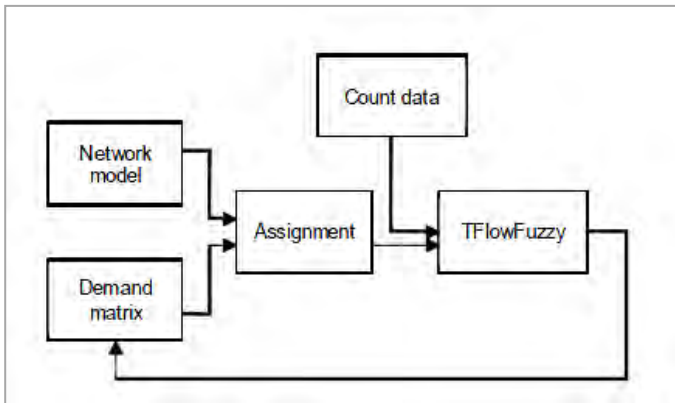 Count data
Network
model
Assignment
TFlowFuzzy
Demand
matrix